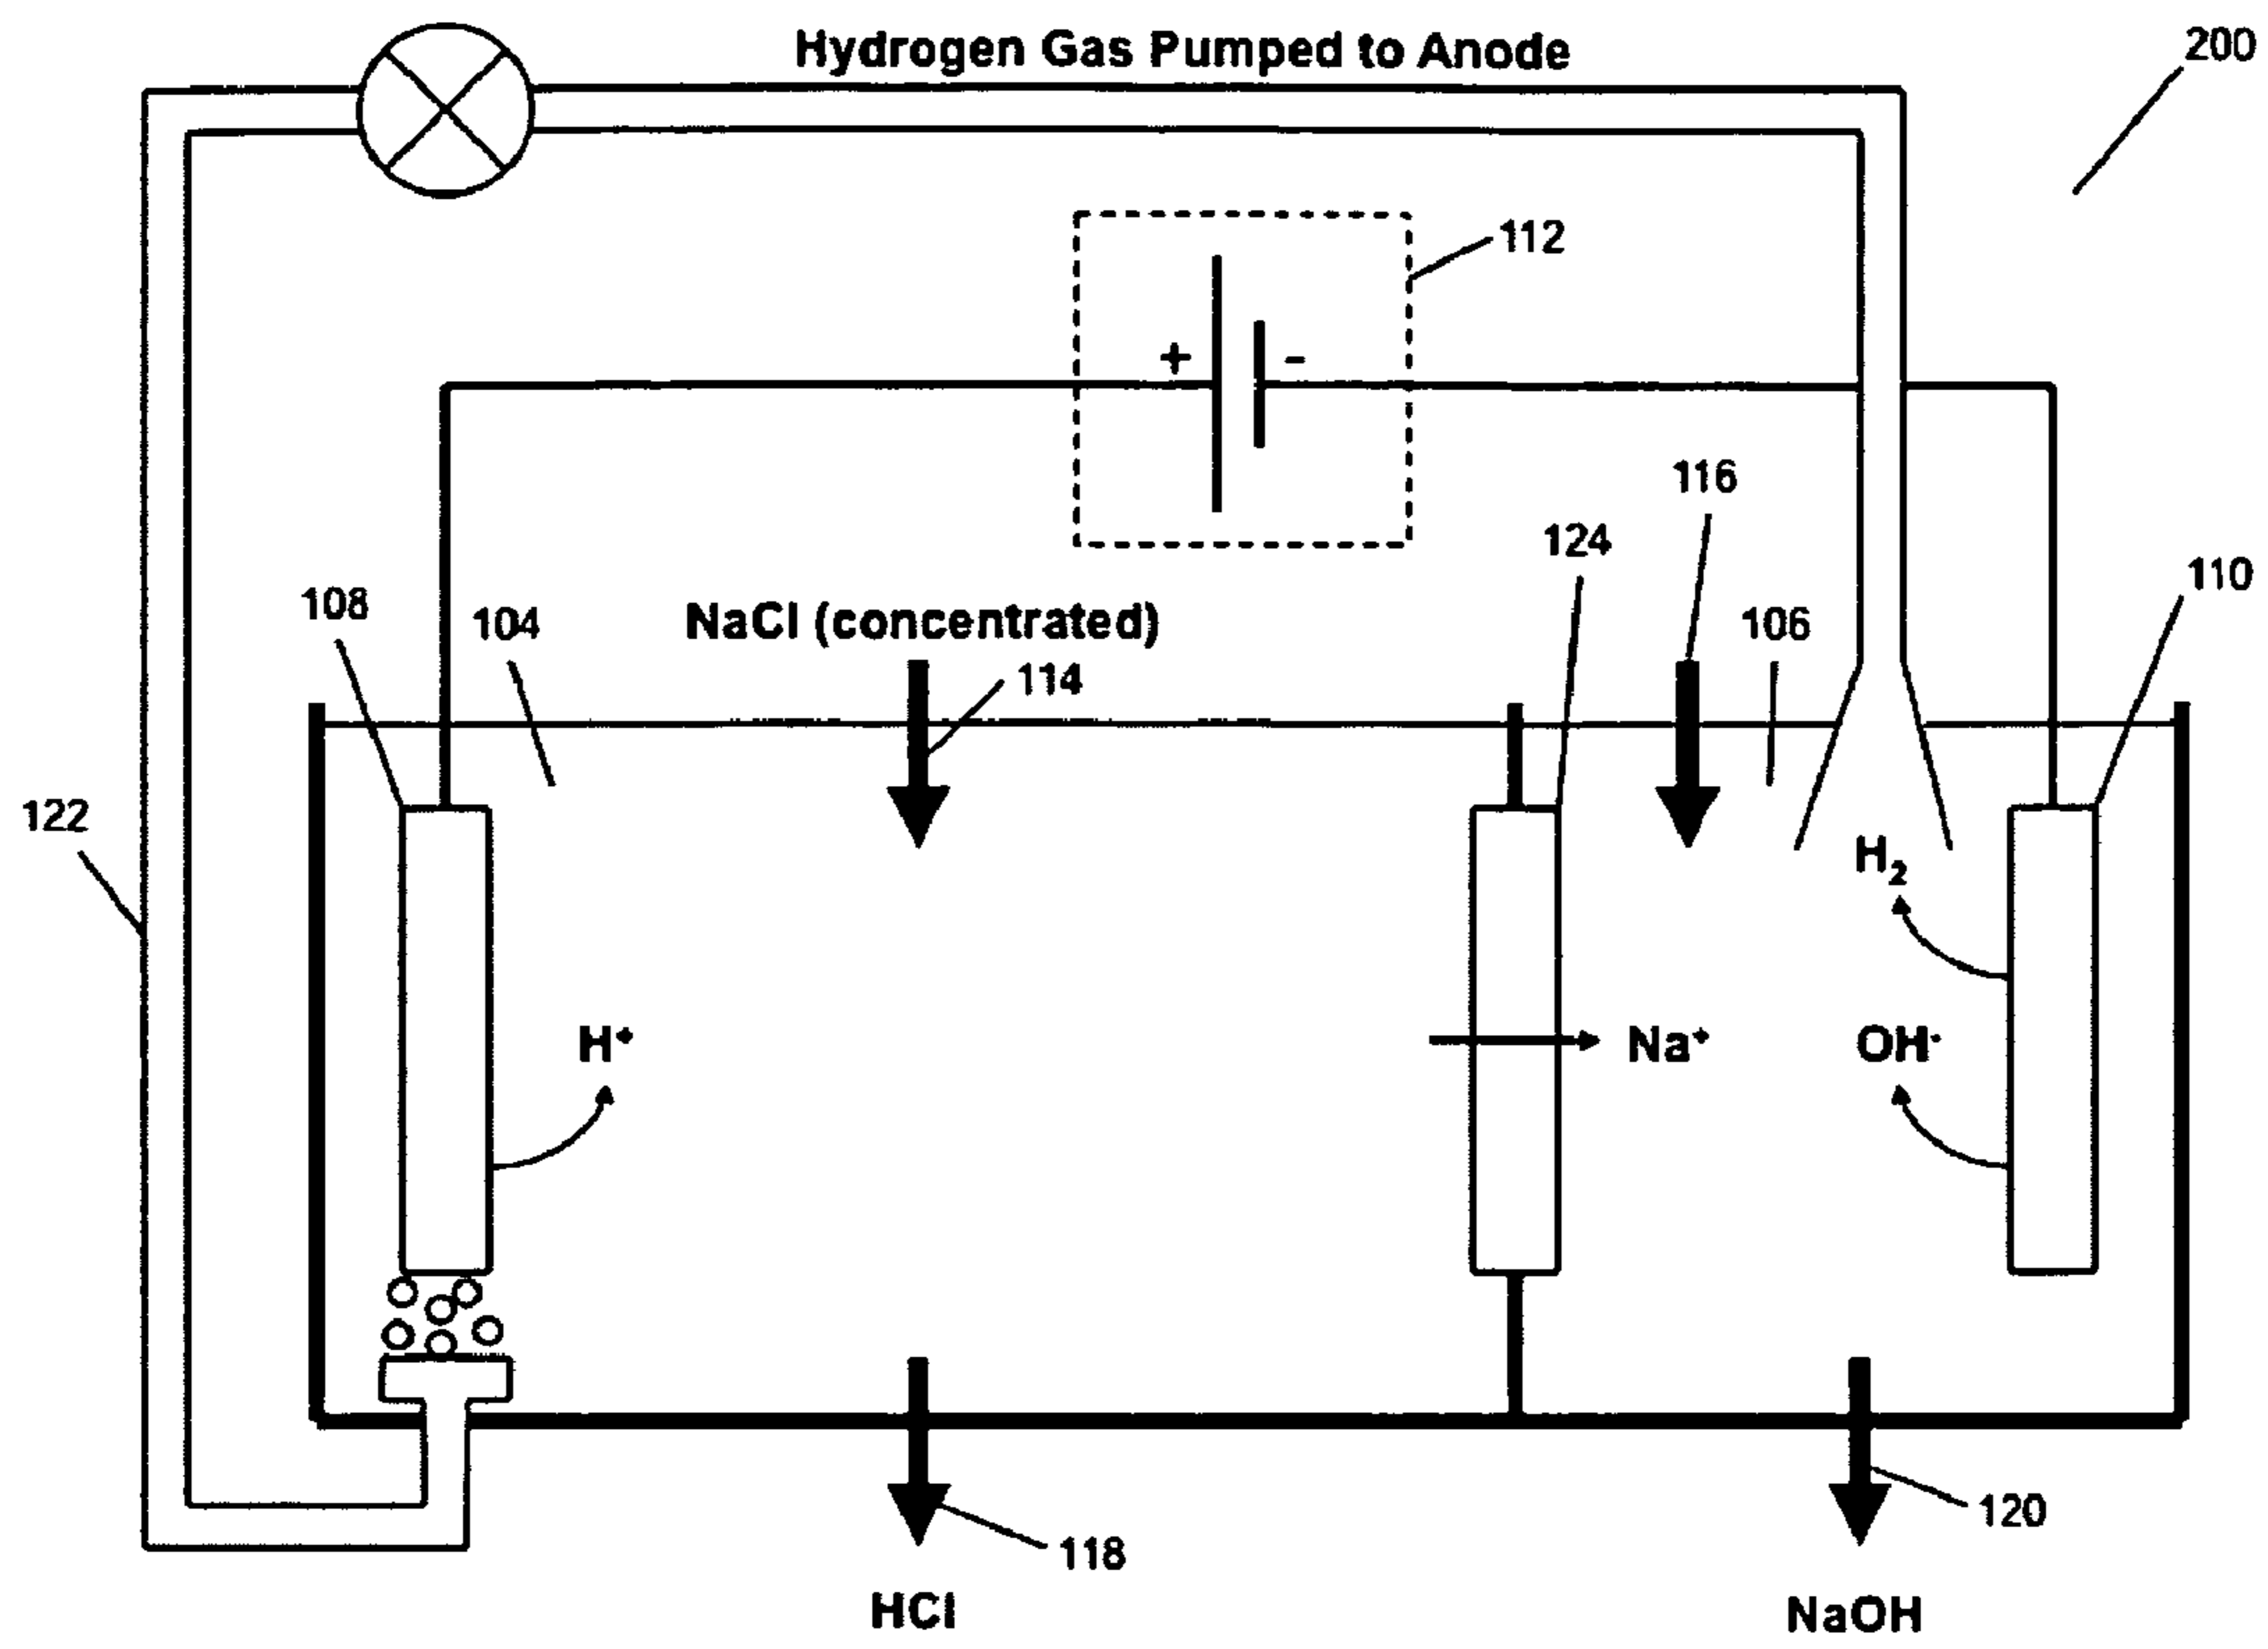 Hydrogen Gas Pumped to Anode
200
112
+ -
116
124
110
108
104
NaCl (concentrated)
106
114
122
H₂
H⁺
Na⁺
OH⁻
120
118
HCl
NaOH